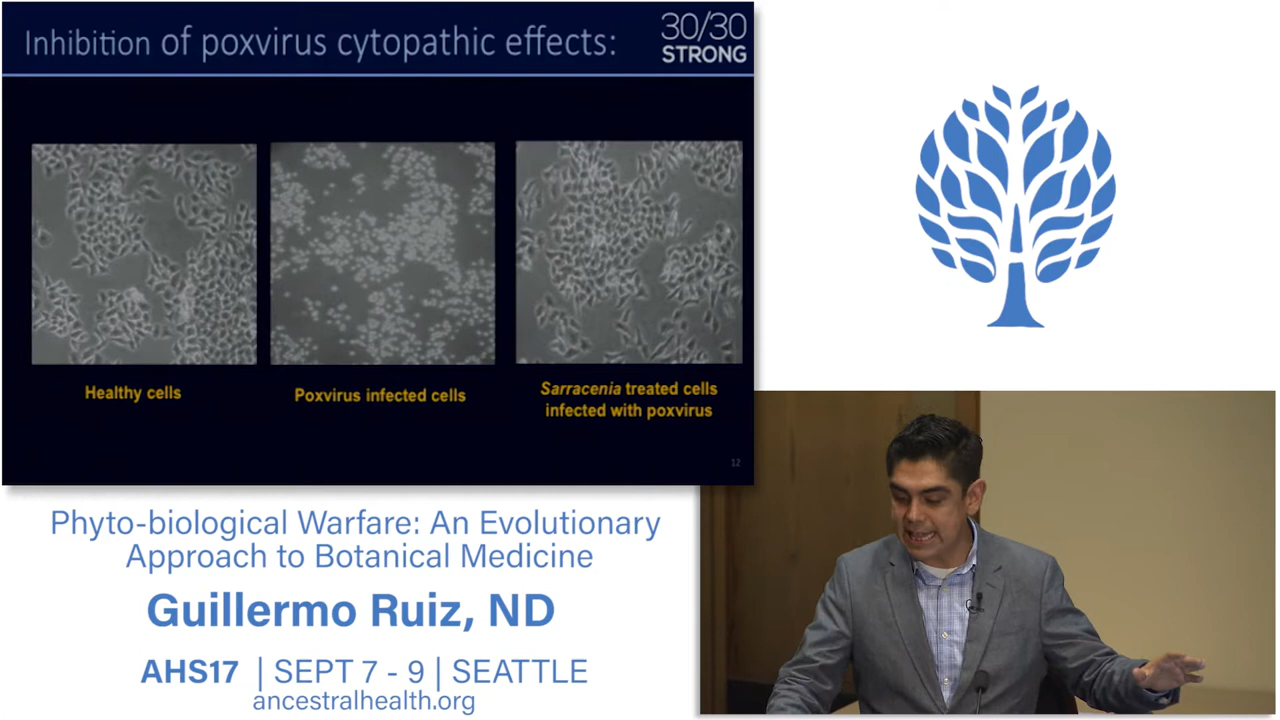 Inhibition of poxvirus cytopathic effects:
30/30
STRONG
Healthy cells
Poxvirus infected cells
Sarracenia treated cells
infected with poxvirus
12
Phyto-biological Warfare: An Evolutionary
Approach to Botanical Medicine
Guillermo Ruiz, ND
AHS17 | SEPT 7 - 9 | SEATTLE
ancestralhealth.org